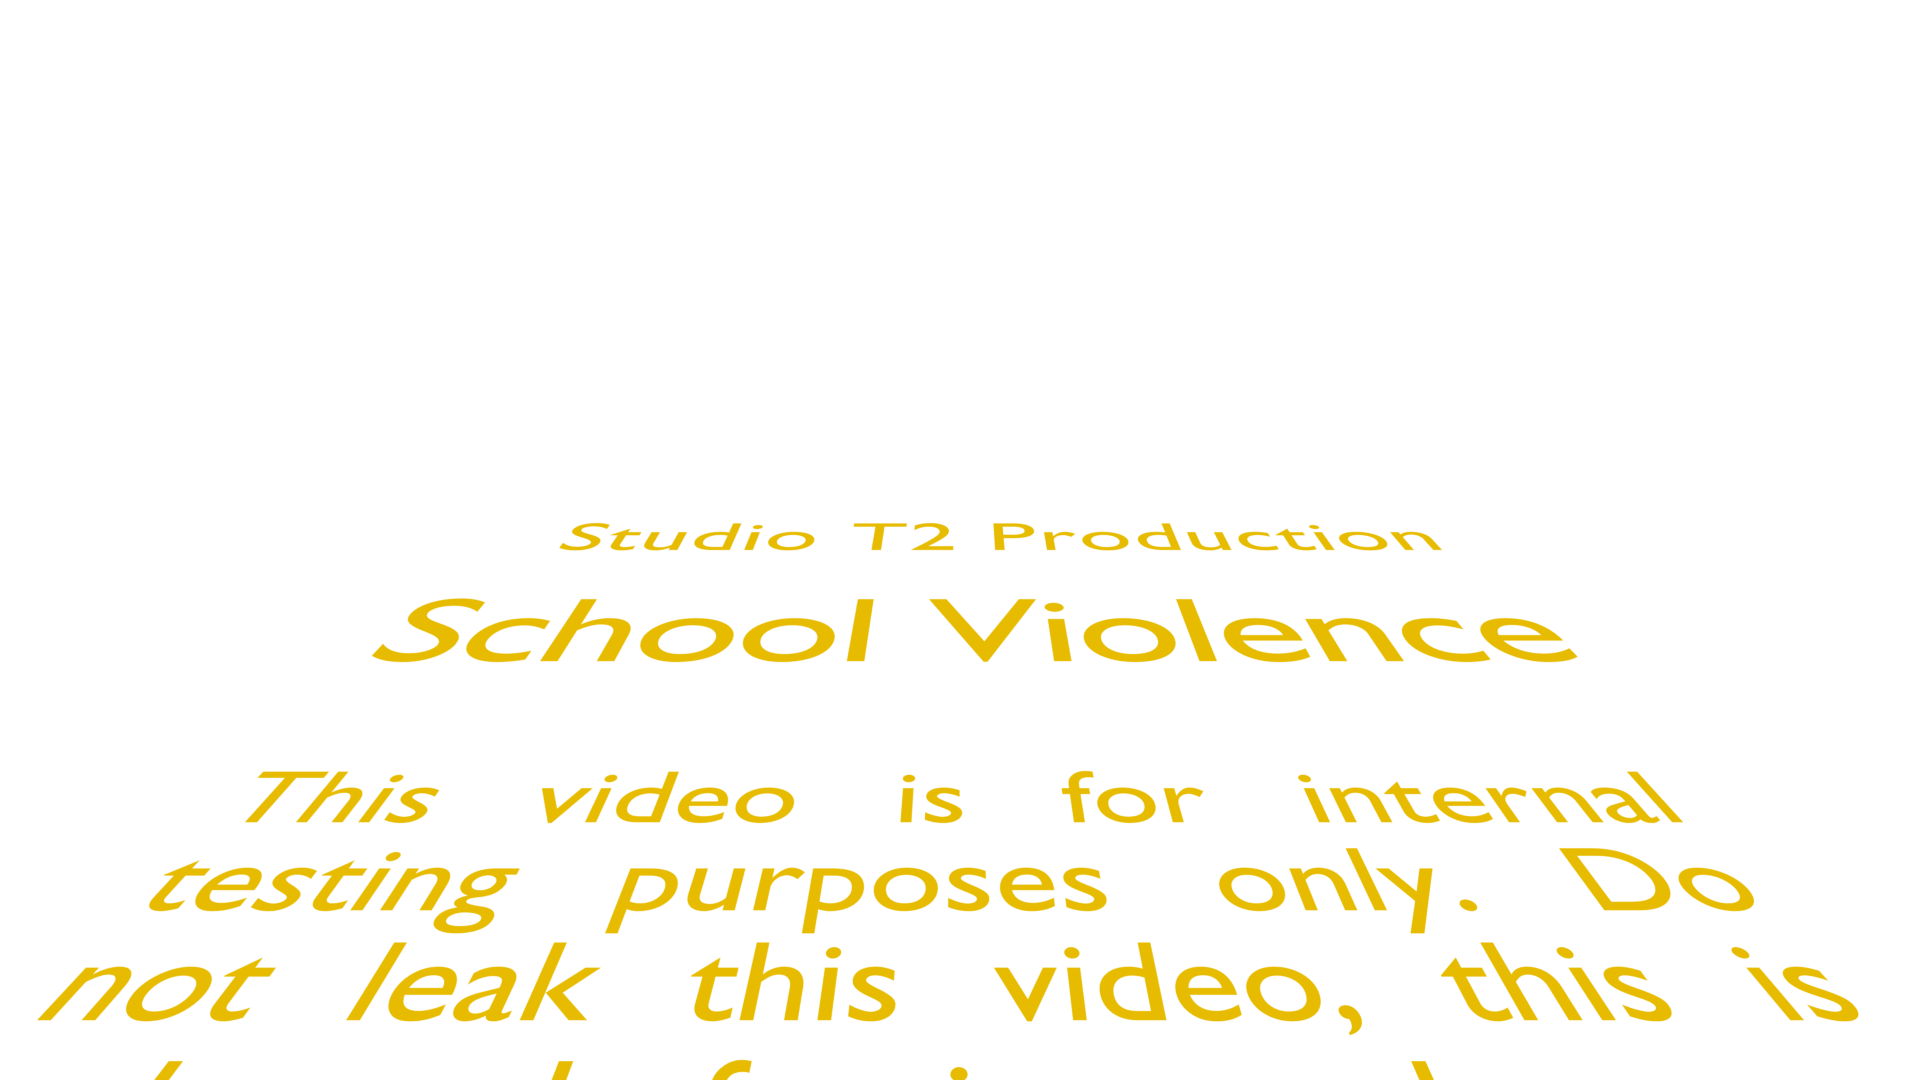 Studio T2 Production
School Violence
This video is for internal
testing purposes only. Do
not leak this video, this is